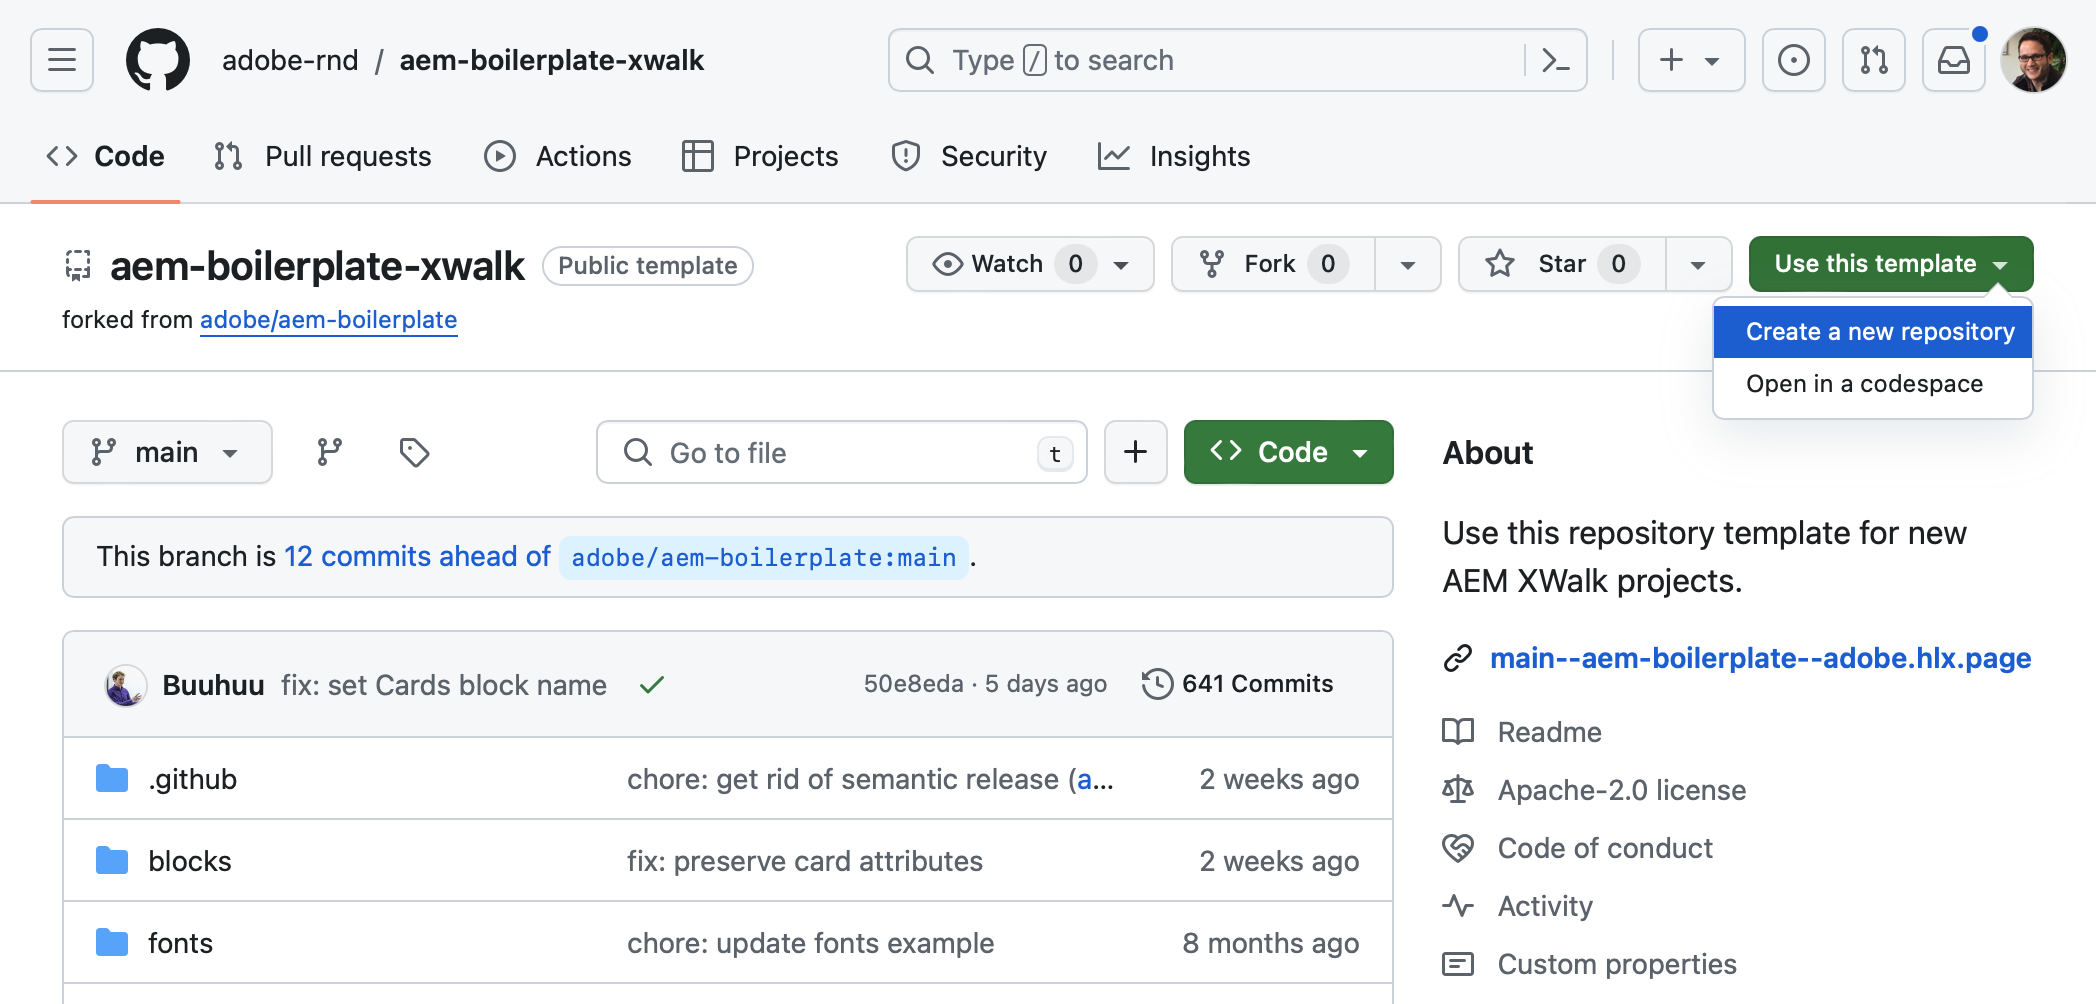 adobe-rnd / aem-boilerplate-xwalk
Type / to search
Code
Pull requests
Actions
Projects
Security
Insights
aem-boilerplate-xwalk
Public template
forked from adobe/aem-boilerplate
Watch 0
Fork 0
Star 0
Use this template
Create a new repository
Open in a codespace
main
Go to file
t
Code
This branch is 12 commits ahead of adobe/aem-boilerplate:main.
Buuhuu fix: set Cards block name
50e8eda · 5 days ago
641 Commits
.github chore: get rid of semantic release (a... 2 weeks ago
blocks fix: preserve card attributes 2 weeks ago
fonts chore: update fonts example 8 months ago
About
Use this repository template for new
AEM XWalk projects.
main--aem-boilerplate--adobe.hlx.page
Readme
Apache-2.0 license
Code of conduct
Activity
Custom properties